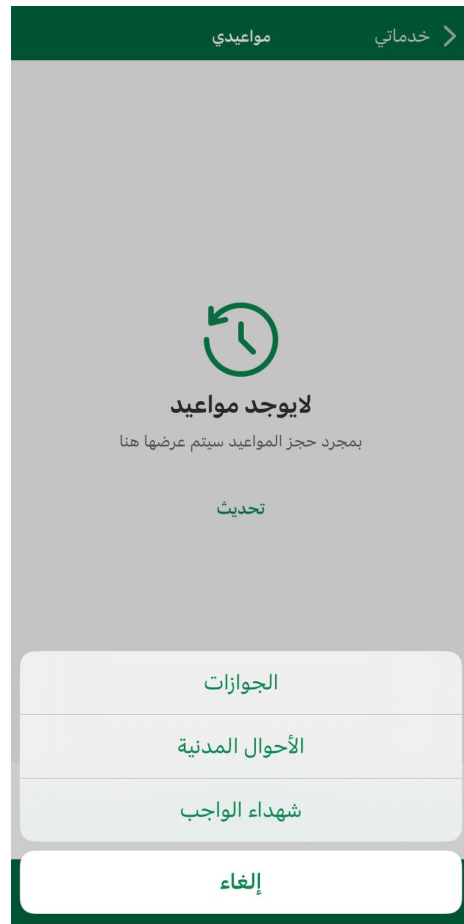 خدماتي
مواعيدي
لايوجد مواعيد
بمجرد حجز المواعيد سيتم عرضها هنا
تحديث
الجوازات
الأحوال المدنية
شهداء الواجب
إلغاء